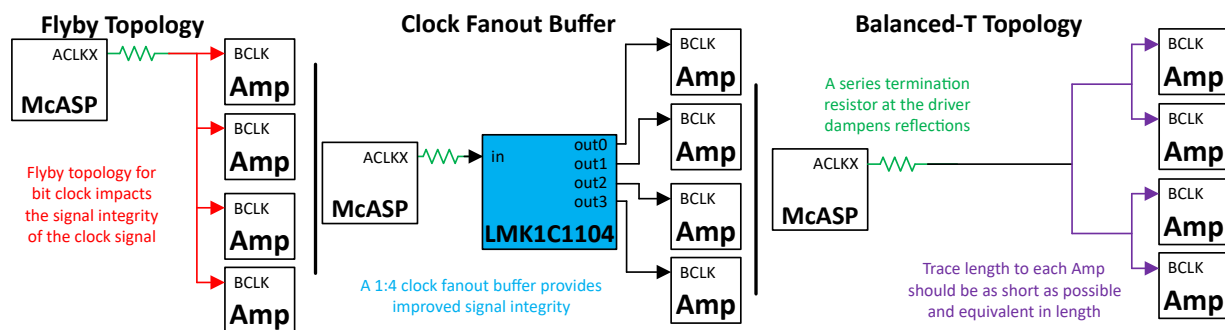 Flyby Topology
ACLKX
McASP
BCLK
Amp
BCLK
Amp
BCLK
Amp
BCLK
Amp
Flyby topology for
bit clock impacts
the signal integrity
of the clock signal
Clock Fanout Buffer
ACLKX
McASP
in
out0
out1
out2
out3
LMK1C1104
BCLK
Amp
BCLK
Amp
BCLK
Amp
BCLK
Amp
A 1:4 clock fanout buffer provides
improved signal integrity
Balanced-T Topology
A series termination
resistor at the driver
dampens reflections
ACLKX
McASP
BCLK
Amp
BCLK
Amp
BCLK
Amp
BCLK
Amp
Trace length to each Amp
should be as short as possible
and equivalent in length